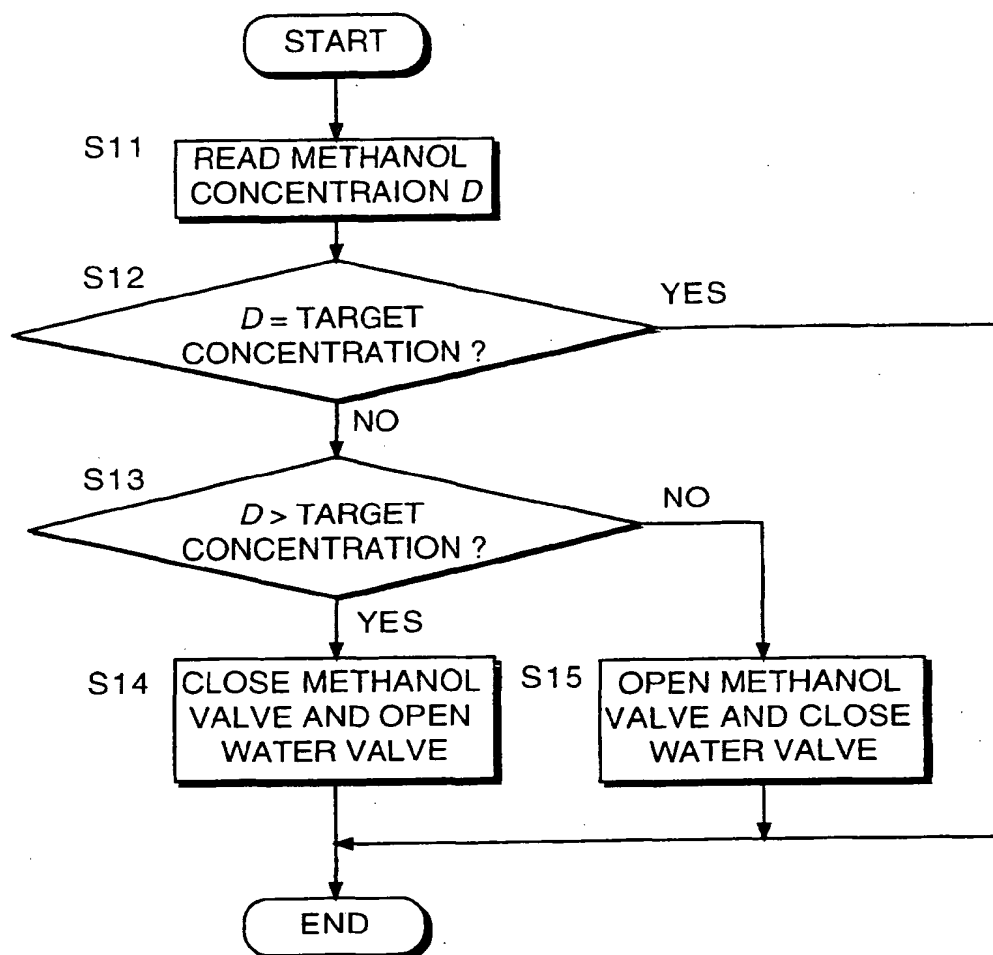 START
S11
READ METHANOL
CONCENTRAION D
S12
D = TARGET
CONCENTRATION ?
YES
NO
S13
D > TARGET
CONCENTRATION ?
NO
YES
S14
CLOSE METHANOL
VALVE AND OPEN
WATER VALVE
S15
OPEN METHANOL
VALVE AND CLOSE
WATER VALVE
END